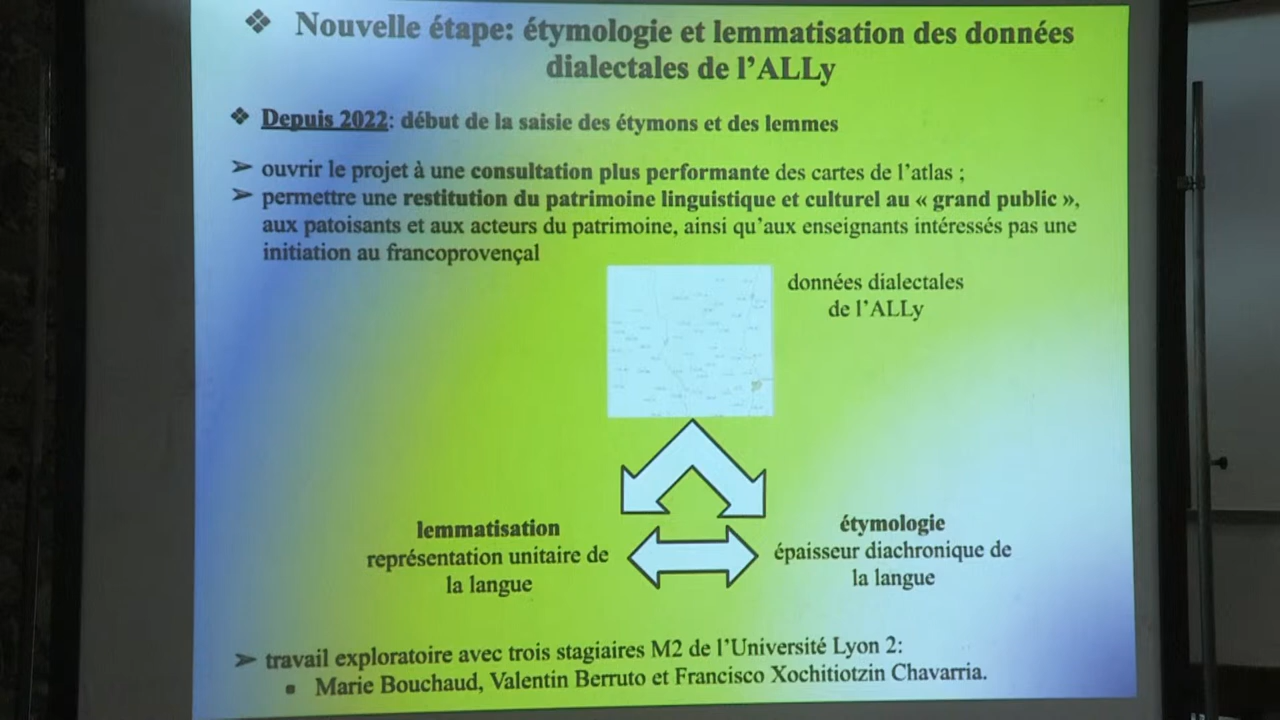 ❖ Nouvelle étape: étymologie et lemmatisation des données
dialectales de l'ALLy
❖ Depuis 2022: début de la saisie des étymons et des lemmes
➢ ouvrir le projet à une consultation plus performante des cartes de l'atlas ;
➢ permettre une restitution du patrimoine linguistique et culturel au « grand public »,
aux patoisants et aux acteurs du patrimoine, ainsi qu'aux enseignants intéressés pas une
initiation au francoprovençal
données dialectales
de l'ALLy
lemmatisation
représentation unitaire de
la langue
étymologie
épaisseur diachronique de
la langue
➢ travail exploratoire avec trois stagiaires M2 de l'Université Lyon 2:
▪ Marie Bouchaud, Valentin Berruto et Francisco Xochitiotzin Chavarria.